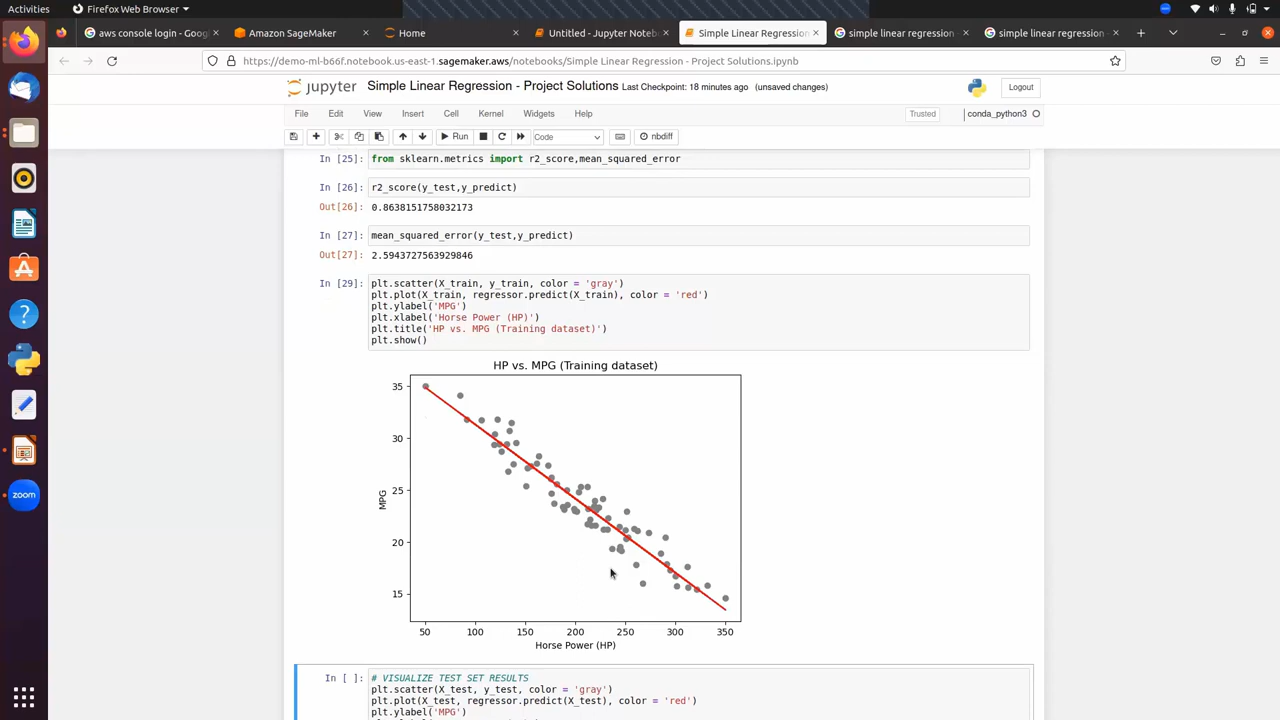 Activities
Firefox Web Browser
aws console login - Goog
Amazon SageMaker
Home
Untitled - Jupyter Noteb
Simple Linear Regression
simple linear regression
simple linear regression
https://demo-ml-b66f.notebook.us-east-1.sagemaker.aws/notebooks/Simple Linear Regression - Project Solutions.ipynb
jupyter Simple Linear Regression - Project Solutions Last Checkpoint: 18 minutes ago (unsaved changes)
Logout
File Edit View Insert Cell Kernel Widgets Help
Trusted
conda_python3
Run
Code
nbdiff
In [25]: from sklearn.metrics import r2_score,mean_squared_error
In [26]: r2_score(y_test,y_predict)
Out[26]: 0.8638151758032173
In [27]: mean_squared_error(y_test,y_predict)
Out[27]: 2.5943727563929846
In [29]: plt.scatter(X_train, y_train, color = 'gray')
plt.plot(X_train, regressor.predict(X_train), color = 'red')
plt.ylabel('MPG')
plt.xlabel('Horse Power (HP)')
plt.title('HP vs. MPG (Training dataset)')
plt.show()
HP vs. MPG (Training dataset)
35
30
25
20
15
MPG
50 100 150 200 250 300 350
Horse Power (HP)
In [ ]: # VISUALIZE TEST SET RESULTS
plt.scatter(X_test, y_test, color = 'gray')
plt.plot(X_test, regressor.predict(X_test), color = 'red')
plt.ylabel('MPG')
zoom